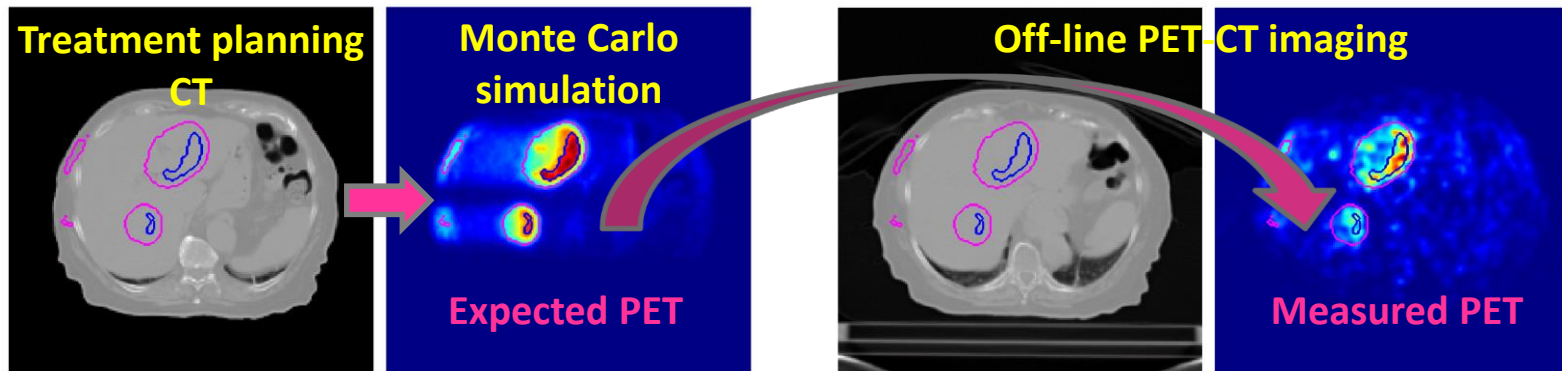 Treatment planning
CT
Monte Carlo
simulation
Expected PET
Off-line PET-CT imaging
Measured PET